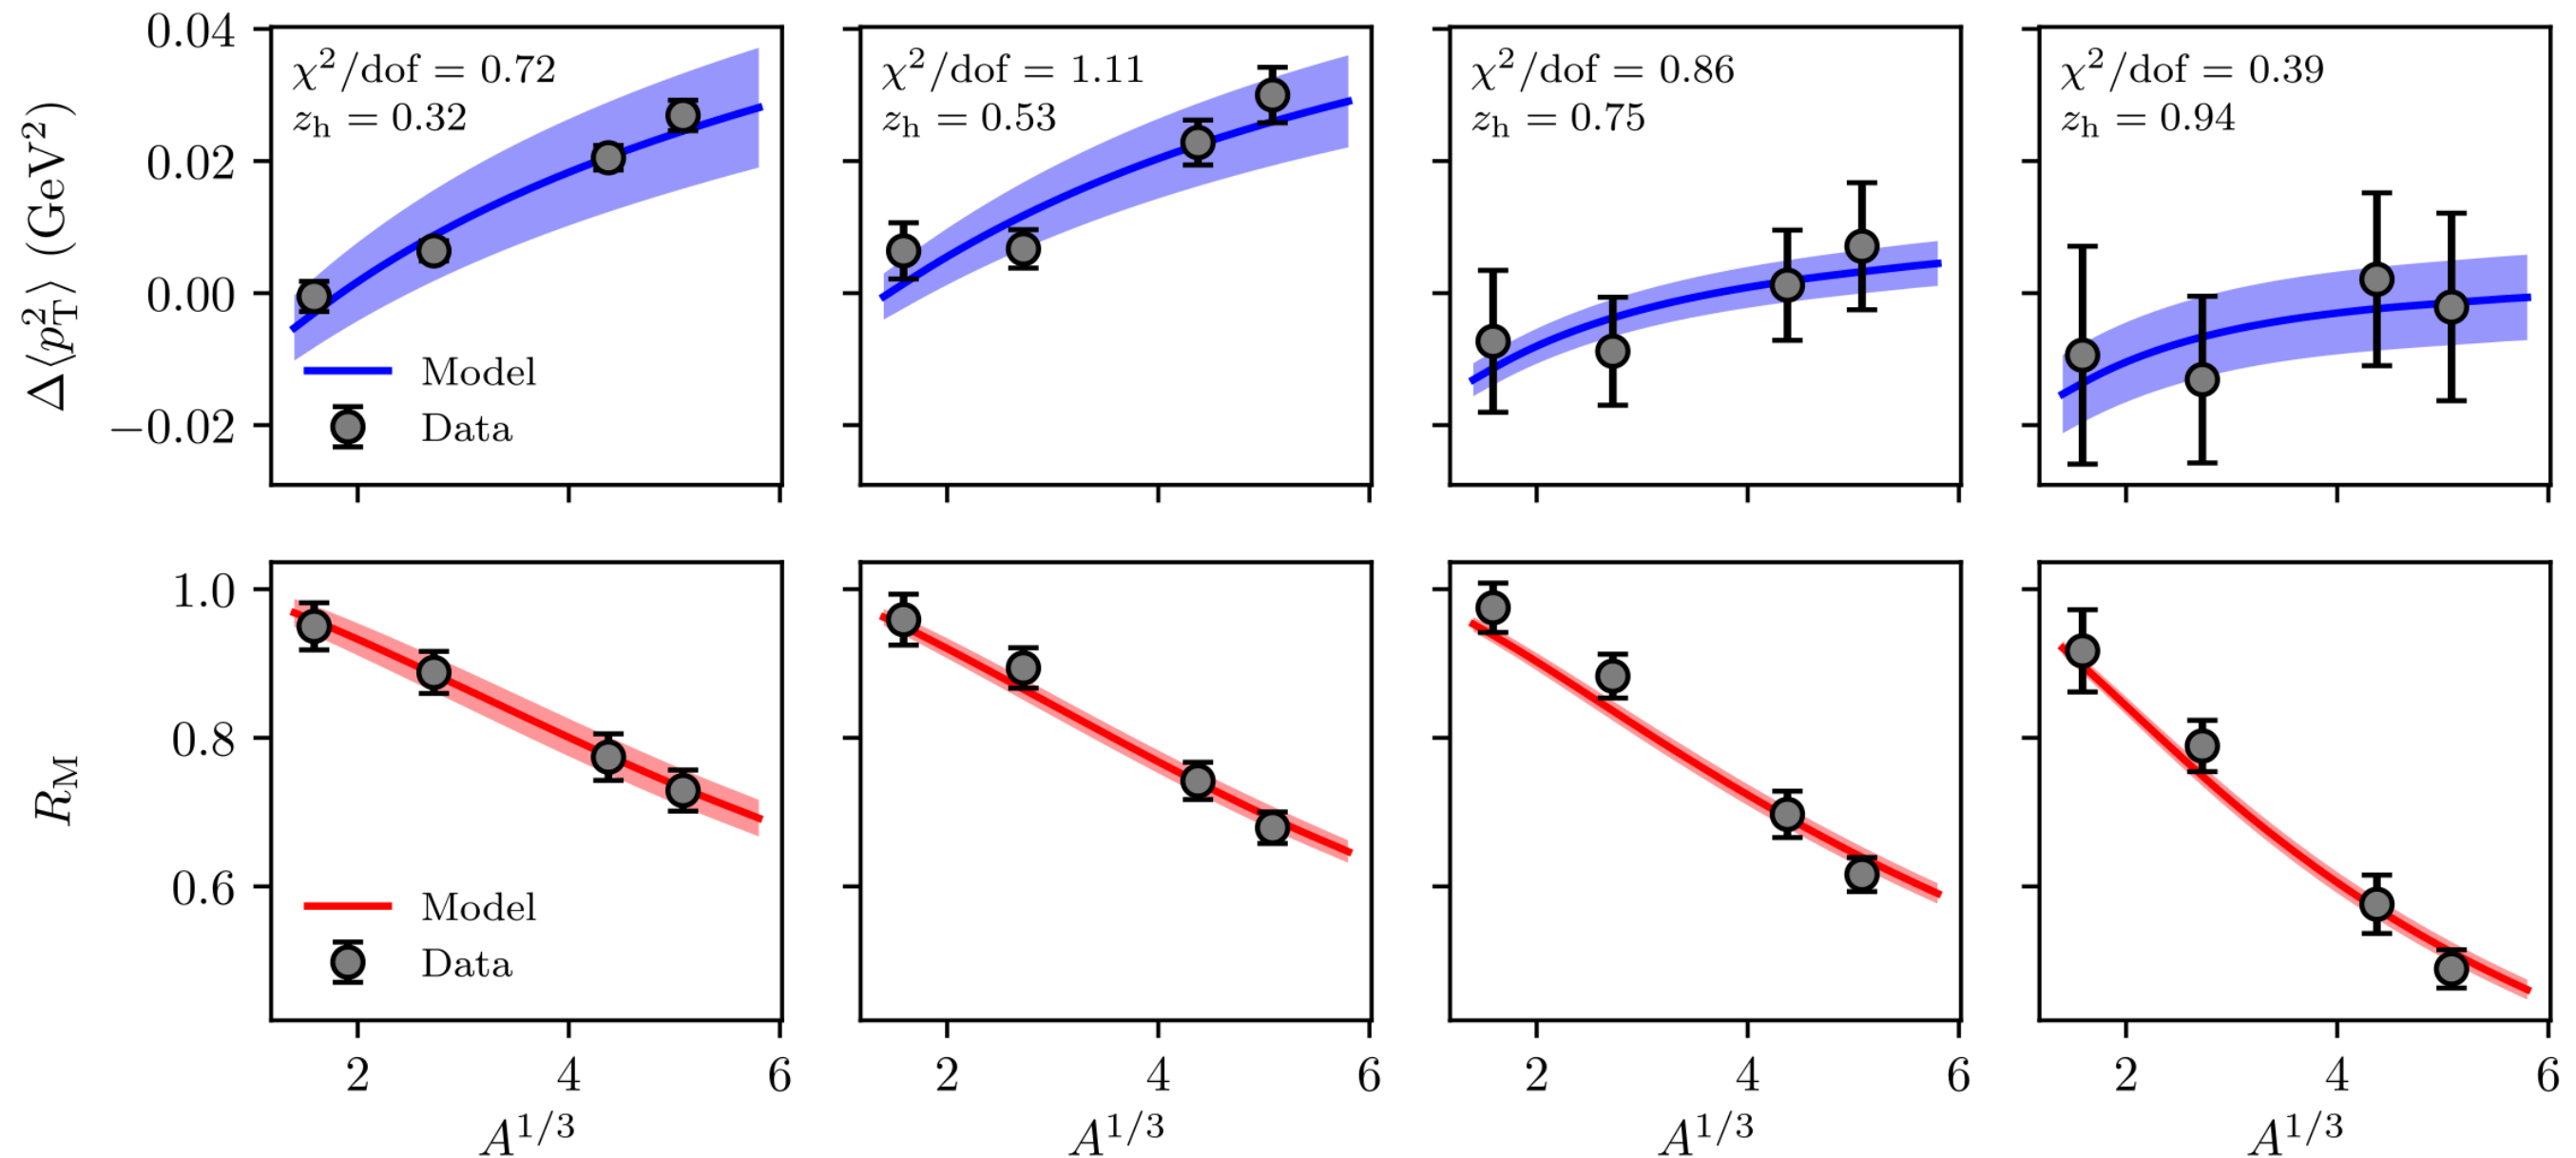 Δ⟨p²_T⟩ (GeV²)
0.04
0.02
0.00
−0.02
χ²/dof = 0.72
z_h = 0.32
Model
Data
χ²/dof = 1.11
z_h = 0.53
χ²/dof = 0.86
z_h = 0.75
χ²/dof = 0.39
z_h = 0.94
R_M
1.0
0.8
0.6
Model
Data
2 4 6
2 4 6
2 4 6
2 4 6
A^{1/3}
A^{1/3}
A^{1/3}
A^{1/3}